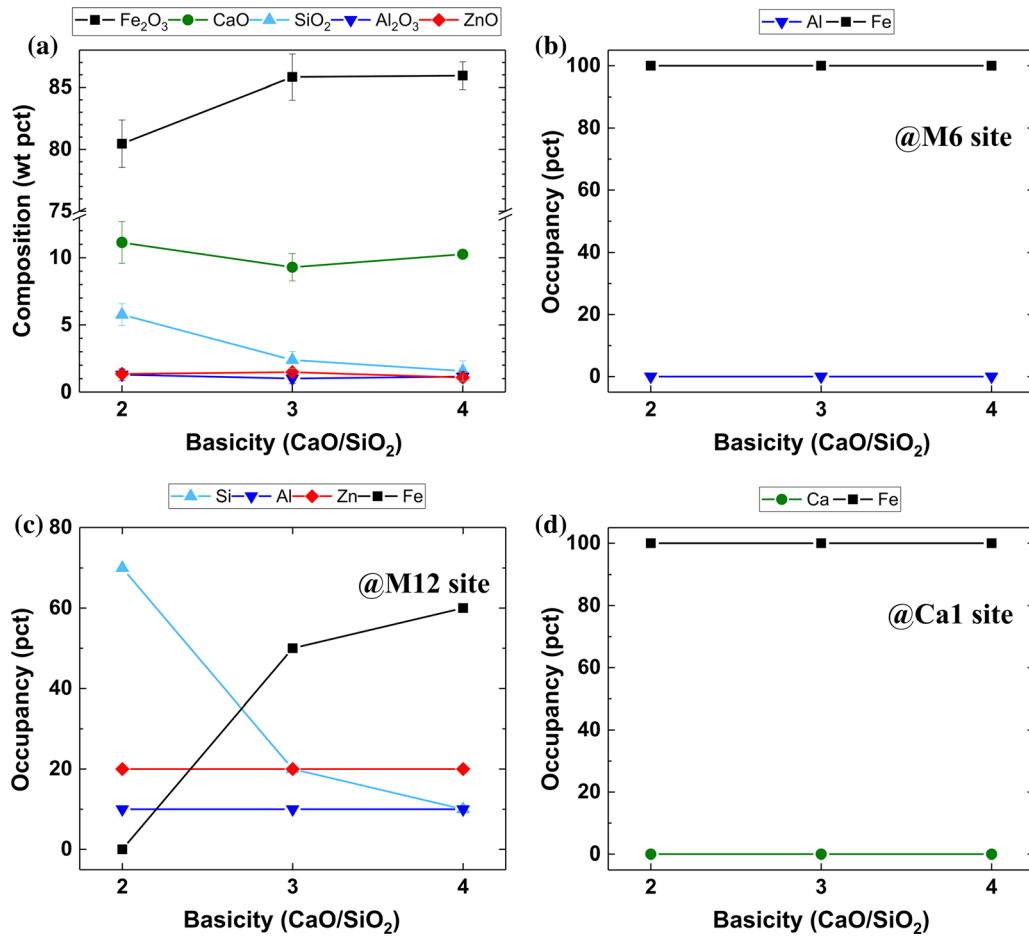 Fe₂O₃ CaO SiO₂ Al₂O₃ ZnO
(a)
Composition (wt pct)
85
80
75
10
5
0
2 3 4
Basicity (CaO/SiO₂)
Al Fe
(b)
Occupancy (pct)
100
80
60
40
20
0
@M6 site
2 3 4
Basicity (CaO/SiO₂)
Si Al Zn Fe
(c)
Occupancy (pct)
80
60
40
20
0
@M12 site
2 3 4
Basicity (CaO/SiO₂)
Ca Fe
(d)
Occupancy (pct)
100
80
60
40
20
0
@Ca1 site
2 3 4
Basicity (CaO/SiO₂)